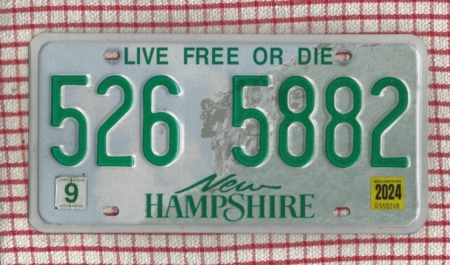 LIVE FREE OR DIE
526 5882
9 2024
New
HAMPSHIRE